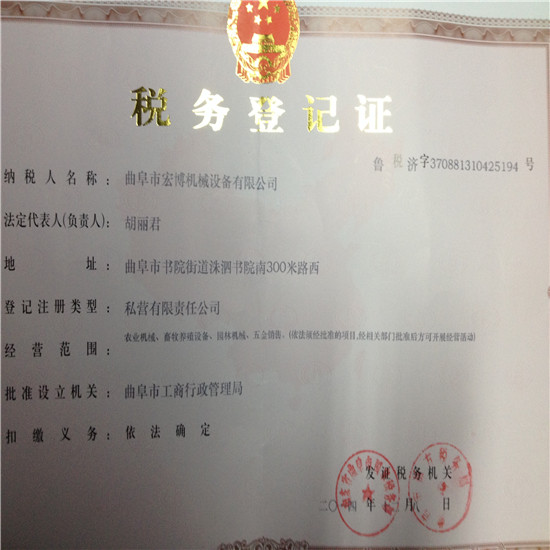 税务登记证
鲁税济字370881310425194号
纳税人名称：曲阜市宏博机械设备有限公司
法定代表人(负责人)：胡丽君
地址：曲阜市书院街道洙泗书院南300米路西
登记注册类型：私营有限责任公司
经营范围：农业机械、畜牧养殖设备、园林机械、五金销售。(依法须经批准的项目,经相关部门批准后方可开展经营活动)
批准设立机关：曲阜市工商行政管理局
扣缴义务：依法确定
发证税务机关
二〇一四年十二月八日